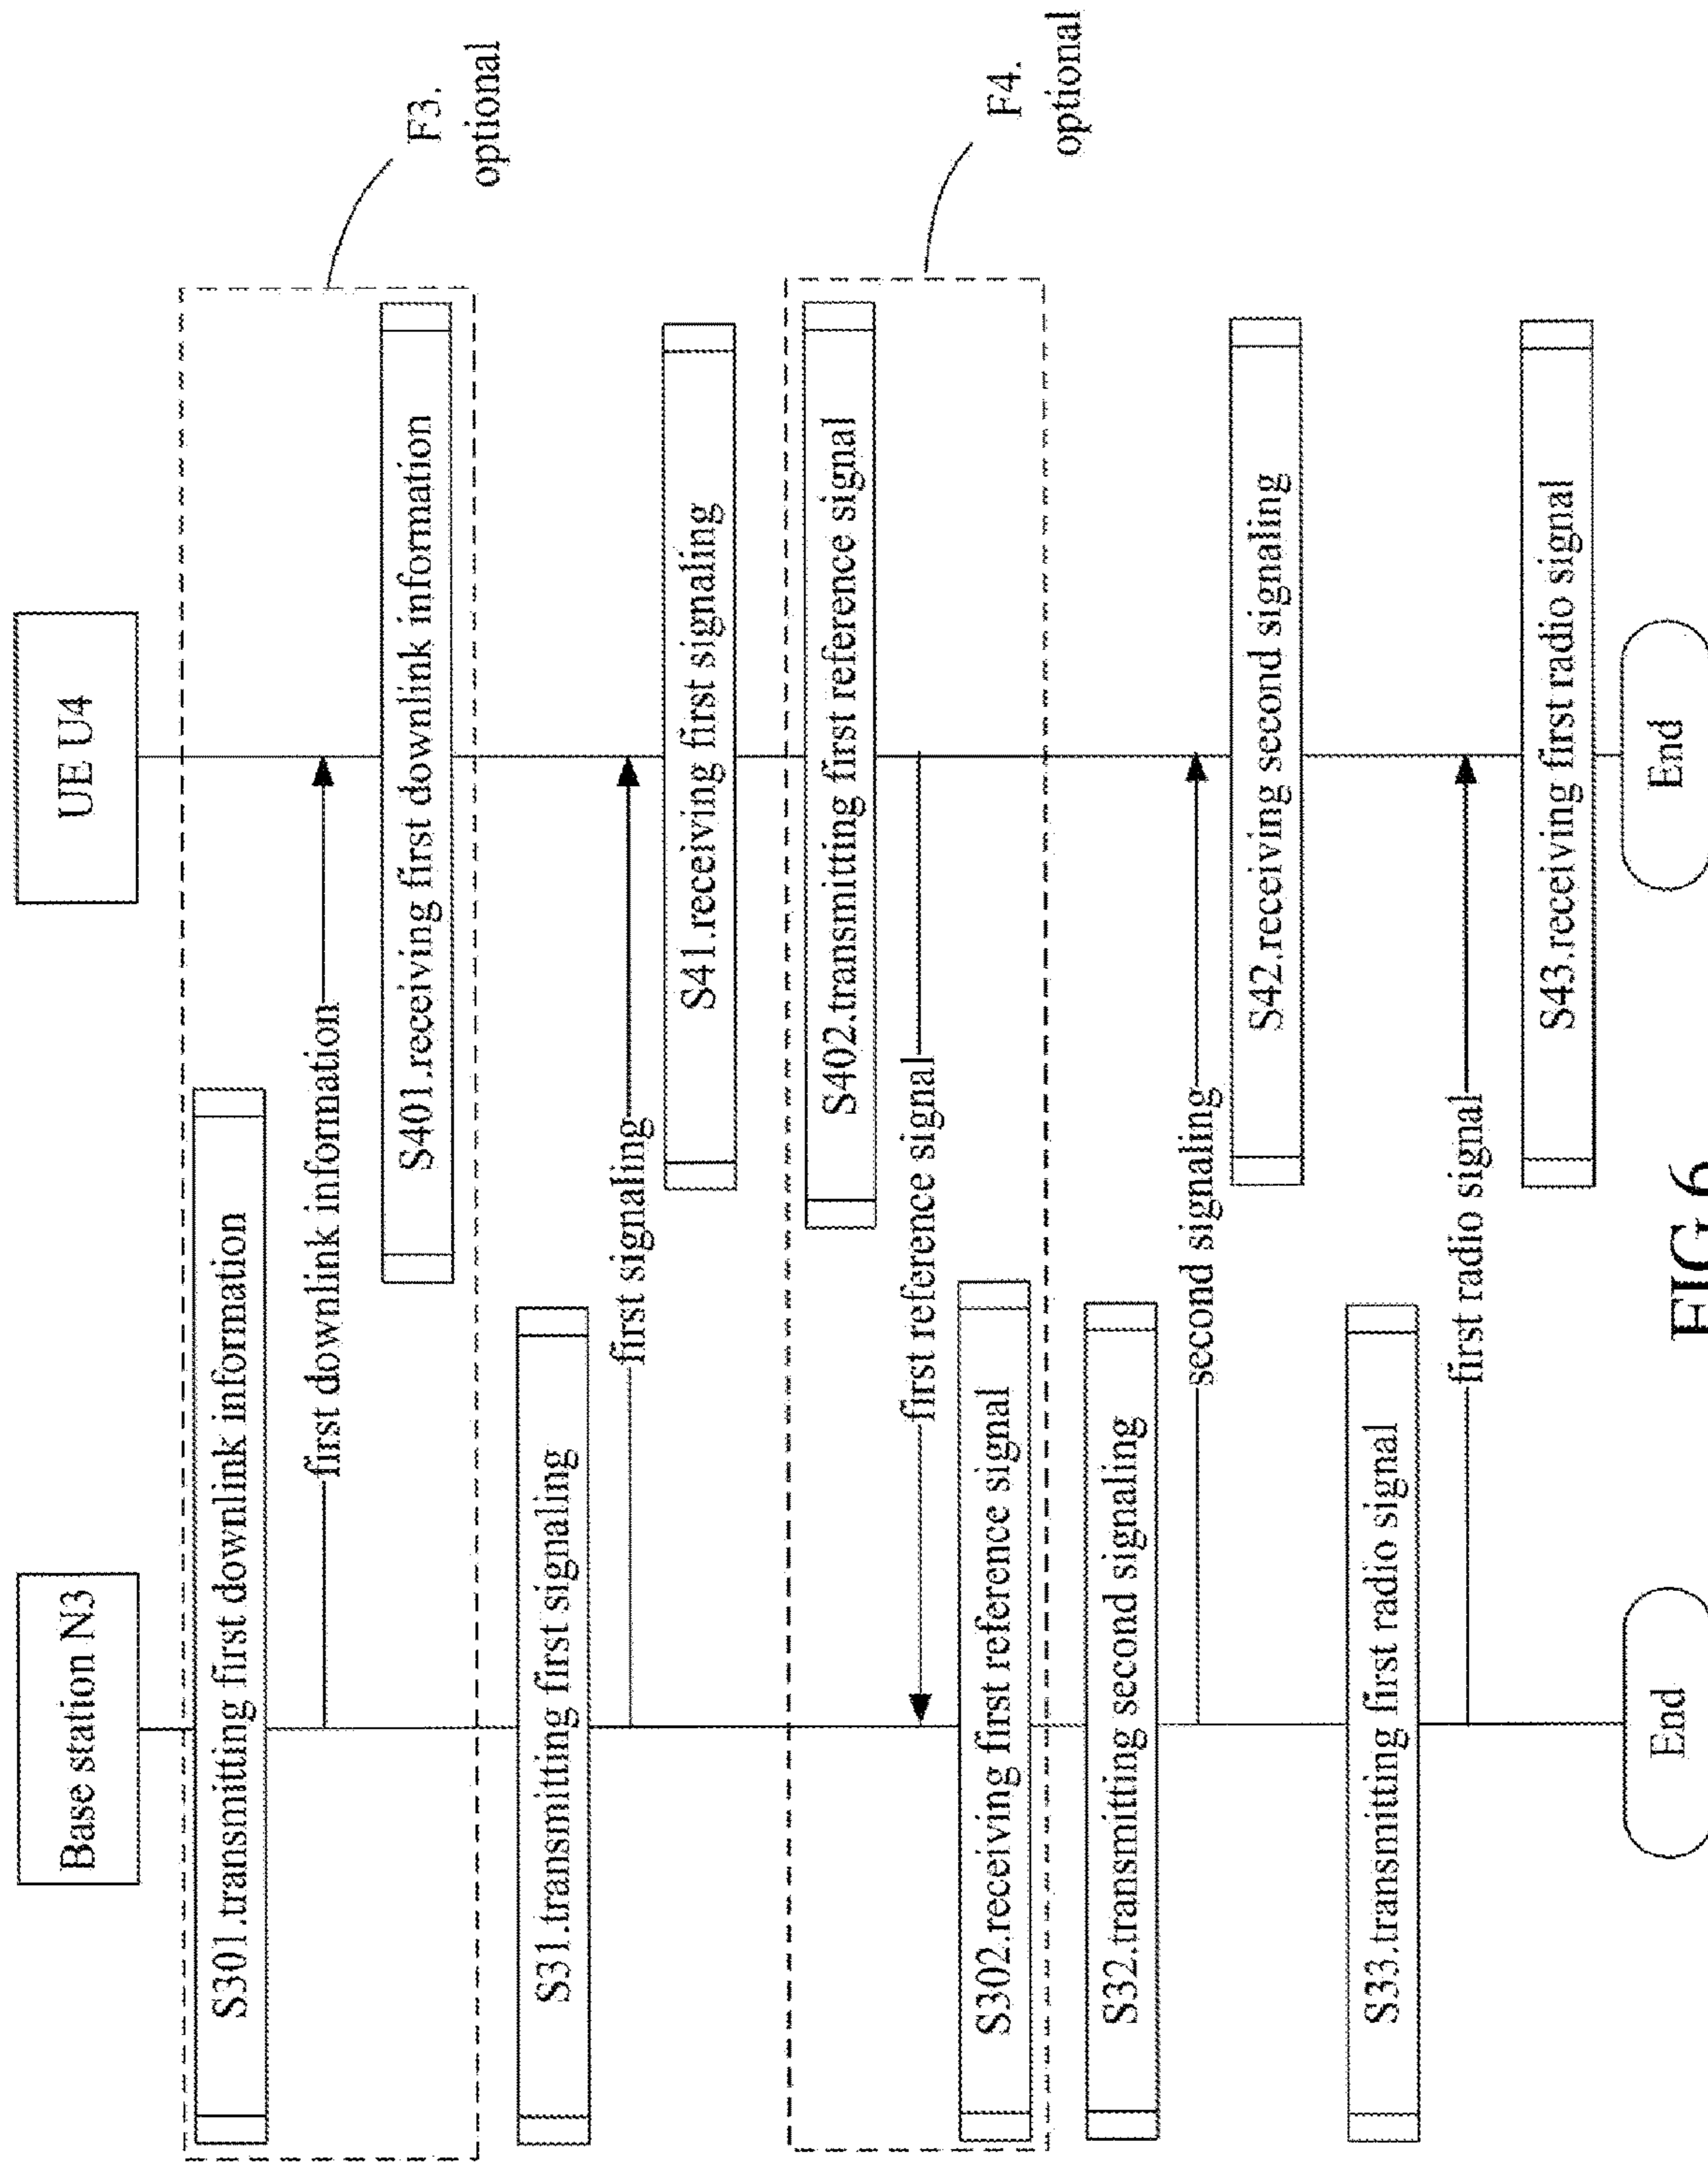 Base station N3
UE U4
S301.transmitting first downlink information
first downlink information
S401.receiving first downlink information
F3.
optional
S31.transmitting first signaling
first signaling
S41.receiving first signaling
S402.transmitting first reference signal
first reference signal
S302.receiving first reference signal
F4.
optional
S32.transmitting second signaling
second signaling
S42.receiving second signaling
S33.transmitting first radio signal
first radio signal
S43.receiving first radio signal
End
End
FIG.6